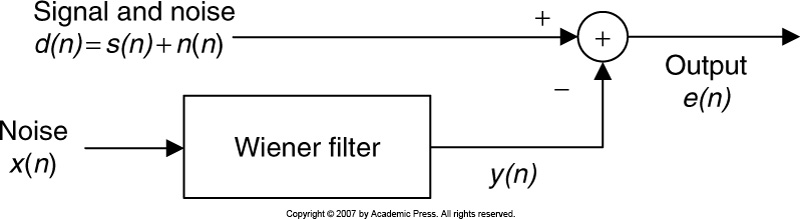 Signal and noise
d(n)=s(n)+n(n)
+
+
Output
e(n)
−
Noise
x(n)
Wiener filter
y(n)
Copyright © 2007 by Academic Press. All rights reserved.